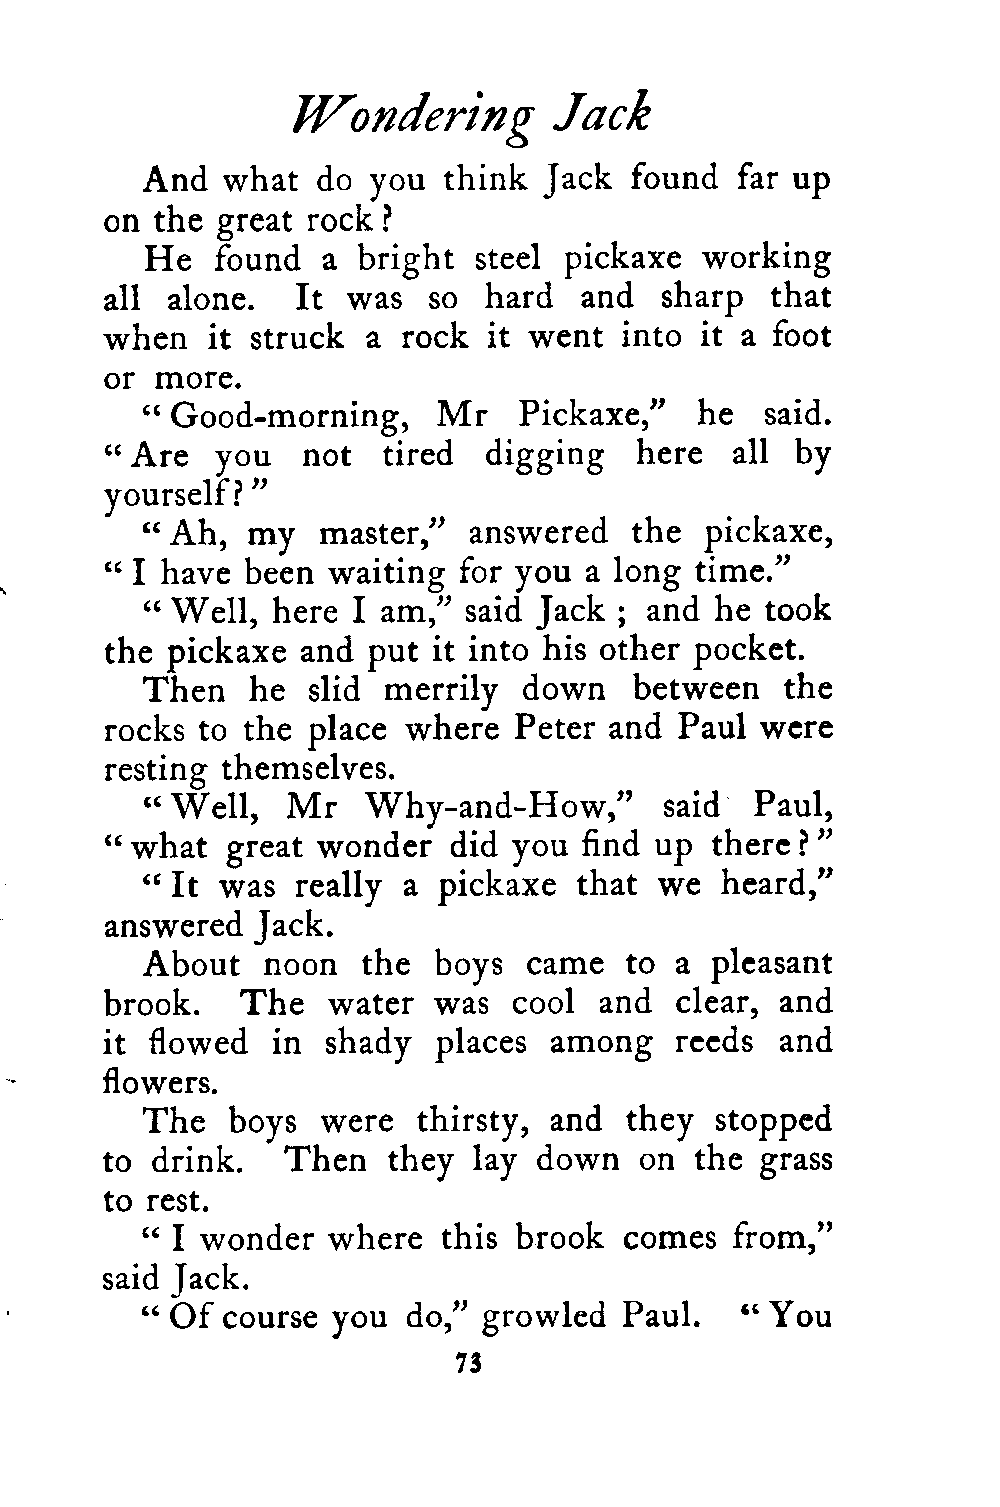 Wondering Jack
And what do you think Jack found far up
on the great rock?
He found a bright steel pickaxe working
all alone. It was so hard and sharp that
when it struck a rock it went into it a foot
or more.
“Good-morning, Mr Pickaxe,” he said.
“Are you not tired digging here all by
yourself?”
“Ah, my master,” answered the pickaxe,
“I have been waiting for you a long time.”
“Well, here I am,” said Jack; and he took
the pickaxe and put it into his other pocket.
Then he slid merrily down between the
rocks to the place where Peter and Paul were
resting themselves.
“Well, Mr Why-and-How,” said Paul,
“what great wonder did you find up there?”
“It was really a pickaxe that we heard,”
answered Jack.
About noon the boys came to a pleasant
brook. The water was cool and clear, and
it flowed in shady places among reeds and
flowers.
The boys were thirsty, and they stopped
to drink. Then they lay down on the grass
to rest.
“I wonder where this brook comes from,”
said Jack.
“Of course you do,” growled Paul. “You
73